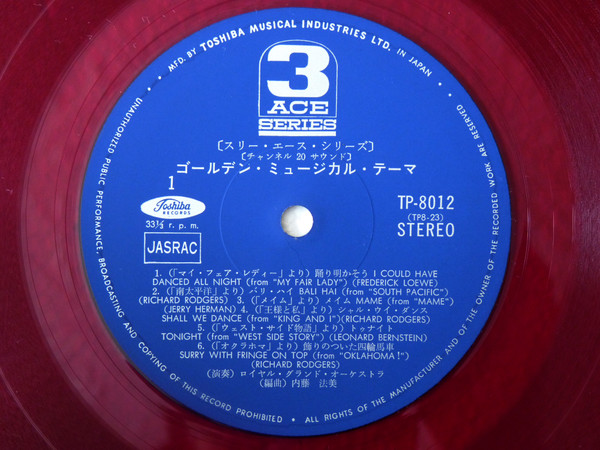 MFD. BY TOSHIBA MUSICAL INDUSTRIES LTD. IN JAPAN •
3
ACE
SERIES
〔スリー・エース・シリーズ〕
〔チャンネル 20 サウンド〕
ゴールデン・ミュージカル・テーマ
1
Toshiba
RECORDS
33⅓ r. p. m.
JASRAC
TP-8012
(TP8-23)
STEREO
1.(「マイ・フェア・レディー」より) 踊り明かそう I COULD HAVE
DANCED ALL NIGHT (from "MY FAIR LADY") (FREDERICK LOEWE)
2.(「南太平洋」より) バリ・ハイ BALI HAI (from "SOUTH PACIFIC")
(RICHARD RODGERS) 3.(「メイム」より) メイム MAME (from "MAME")
(JERRY HERMAN) 4.(「王様と私」より) シャル・ウイ・ダンス
SHALL WE DANCE (from "KING AND I")(RICHARD RODGERS)
5.(「ウェスト・サイド物語」より) トゥナイト
TONIGHT (from "WEST SIDE STORY") (LEONARD BERNSTEIN)
6.(「オクラホマ」より) 飾りのついた四輪馬車
SURRY WITH FRINGE ON TOP (from "OKLAHOMA!")
(RICHARD RODGERS)
(演奏) ロイヤル・グランド・オーケストラ
(編曲) 内藤 法美
• ALL RIGHTS OF THE MANUFACTURER AND OF THE OWNER OF THE RECORDED WORK ARE RESERVED •
UNAUTHORIZED PUBLIC PERFORMANCE, BROADCASTING AND COPYING OF THIS RECORD PROHIBITED